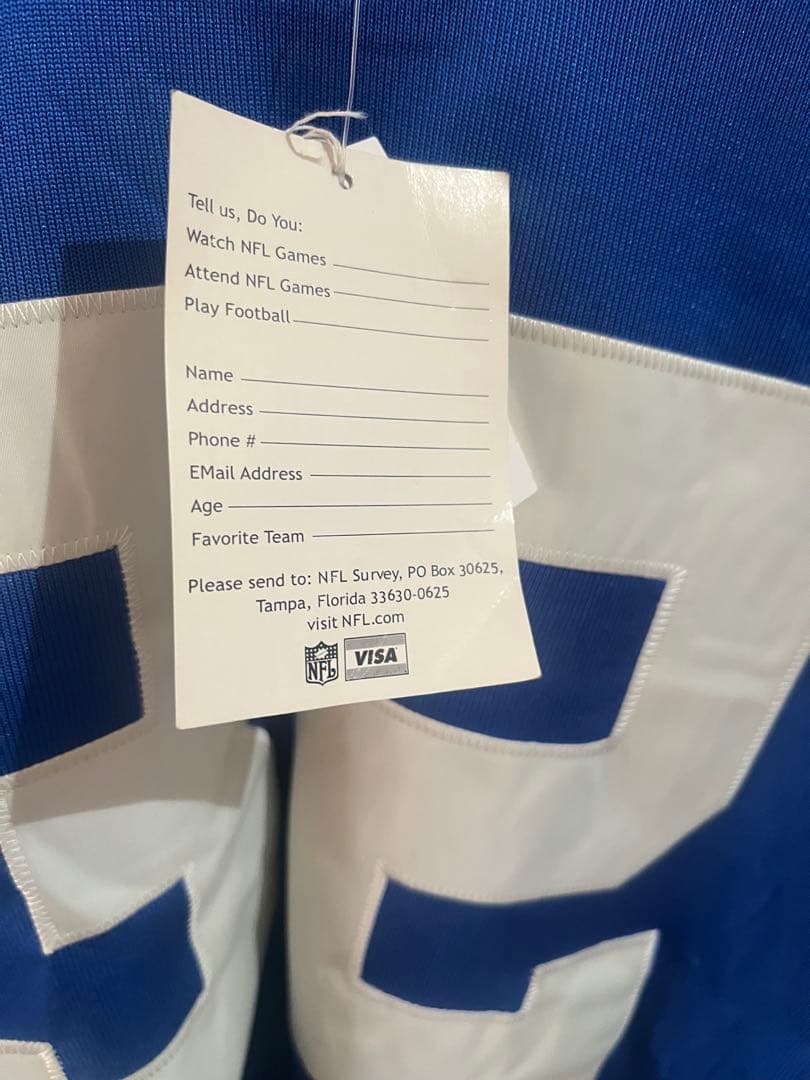 Tell us, Do You:
Watch NFL Games
Attend NFL Games
Play Football
Name
Address
Phone #
EMail Address
Age
Favorite Team
Please send to: NFL Survey, PO Box 30625,
Tampa, Florida 33630-0625
visit NFL.com
NFL VISA